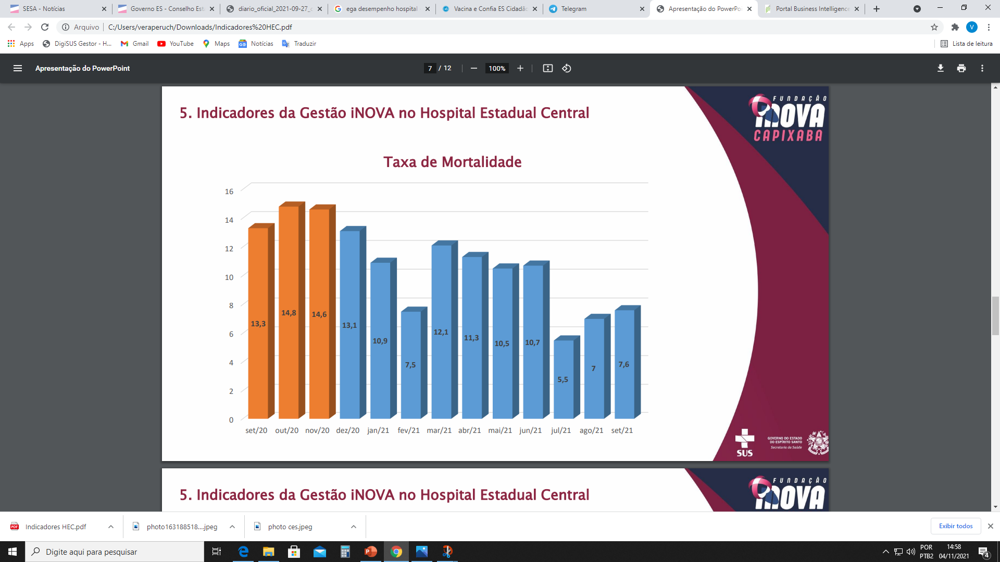 SESA - Notícias
Governo ES - Conselho Est
diario_oficial_2021-09-27_c
ega desempenho hospital
Vacina e Confia ES Cidadão
Telegram
Apresentação do PowerPoi
Portal Business Intelligence
Arquivo
C:/Users/veraperuch/Downloads/Indicadores%20HEC.pdf
V
Apps
DigiSUS Gestor - H...
Gmail
YouTube
Maps
Notícias
Traduzir
Lista de leitura
Apresentação do PowerPoint
7 / 12
100%
5. Indicadores da Gestão iNOVA no Hospital Estadual Central
FUNDAÇÃO
iNOVA
CAPIXABA
Taxa de Mortalidade
16
14
12
10
8
6
4
2
0
13,3
14,8
14,6
13,1
10,9
7,5
12,1
11,3
10,5
10,7
5,5
7
7,6
set/20 out/20 nov/20 dez/20 jan/21 fev/21 mar/21 abr/21 mai/21 jun/21 jul/21 ago/21 set/21
SUS
GOVERNO DO ESTADO
DO ESPÍRITO SANTO
Secretaria da Saúde
5. Indicadores da Gestão iNOVA no Hospital Estadual Central
FUNDAÇÃO
iNOVA
Indicadores HEC.pdf
photo163188518....jpeg
photo ces.jpeg
Exibir todos
Digite aqui para pesquisar
POR
PTB2
14:58
04/11/2021
4